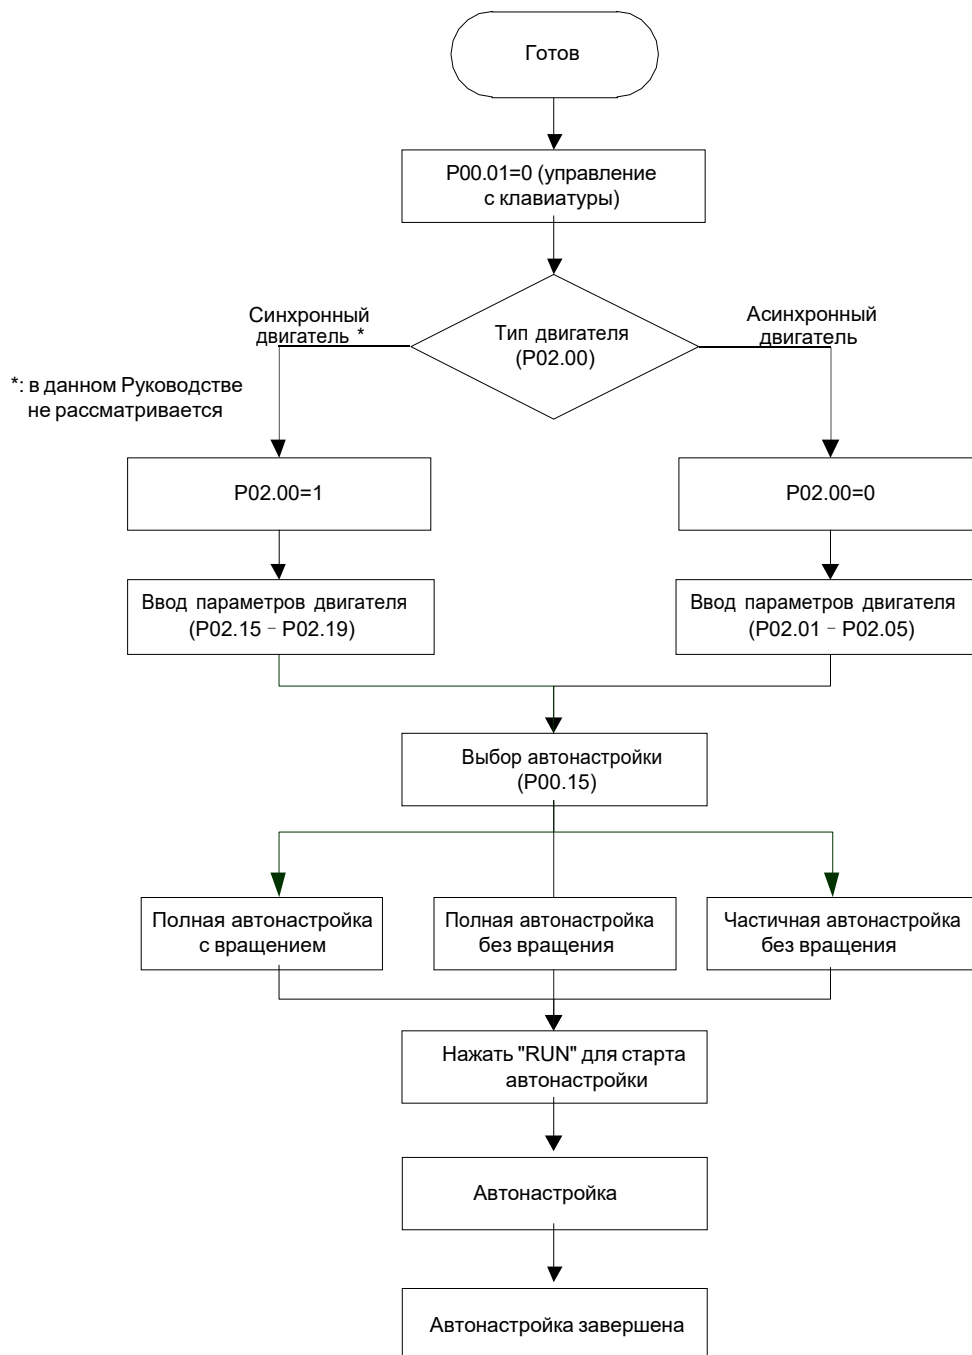 Готов
P00.01=0 (управление
с клавиатуры)
Синхронный
двигатель *
Тип двигателя
(P02.00)
Асинхронный
двигатель
*: в данном Руководстве
не рассматривается
P02.00=1
P02.00=0
Ввод параметров двигателя
(P02.15 - P02.19)
Ввод параметров двигателя
(P02.01 - P02.05)
Выбор автонастройки
(P00.15)
Полная автонастройка
с вращением
Полная автонастройка
без вращения
Частичная автонастройка
без вращения
Нажать "RUN" для старта
автонастройки
Автонастройка
Автонастройка завершена